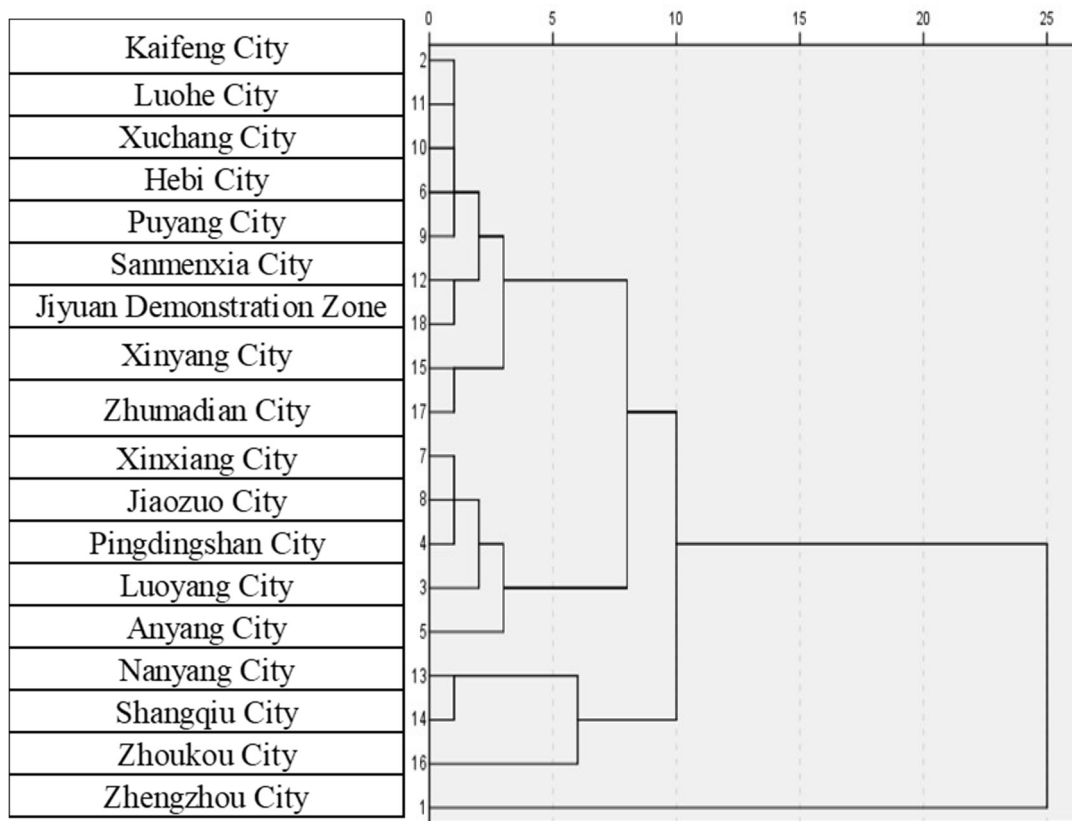 0 5 10 15 20 25
Kaifeng City 2
Luohe City 11
Xuchang City 10
Hebi City 6
Puyang City 9
Sanmenxia City 12
Jiyuan Demonstration Zone 18
Xinyang City 15
Zhumadian City 17
Xinxiang City 7
Jiaozuo City 8
Pingdingshan City 4
Luoyang City 3
Anyang City 5
Nanyang City 13
Shangqiu City 14
Zhoukou City 16
Zhengzhou City 1